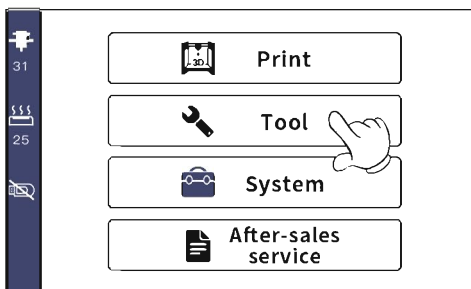 31
25
3D
Print
Tool
System
After-sales
service